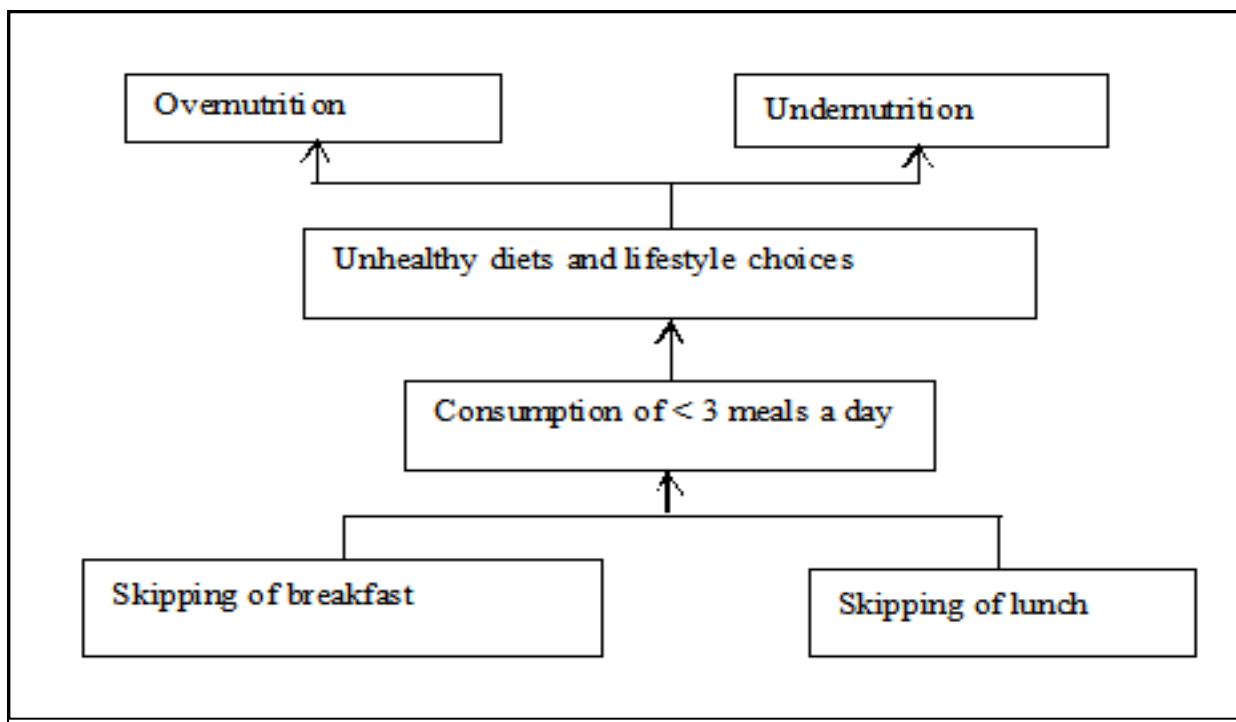 Overnutrition
Undernutrition
Unhealthy diets and lifestyle choices
Consumption of < 3 meals a day
Skipping of breakfast
Skipping of lunch